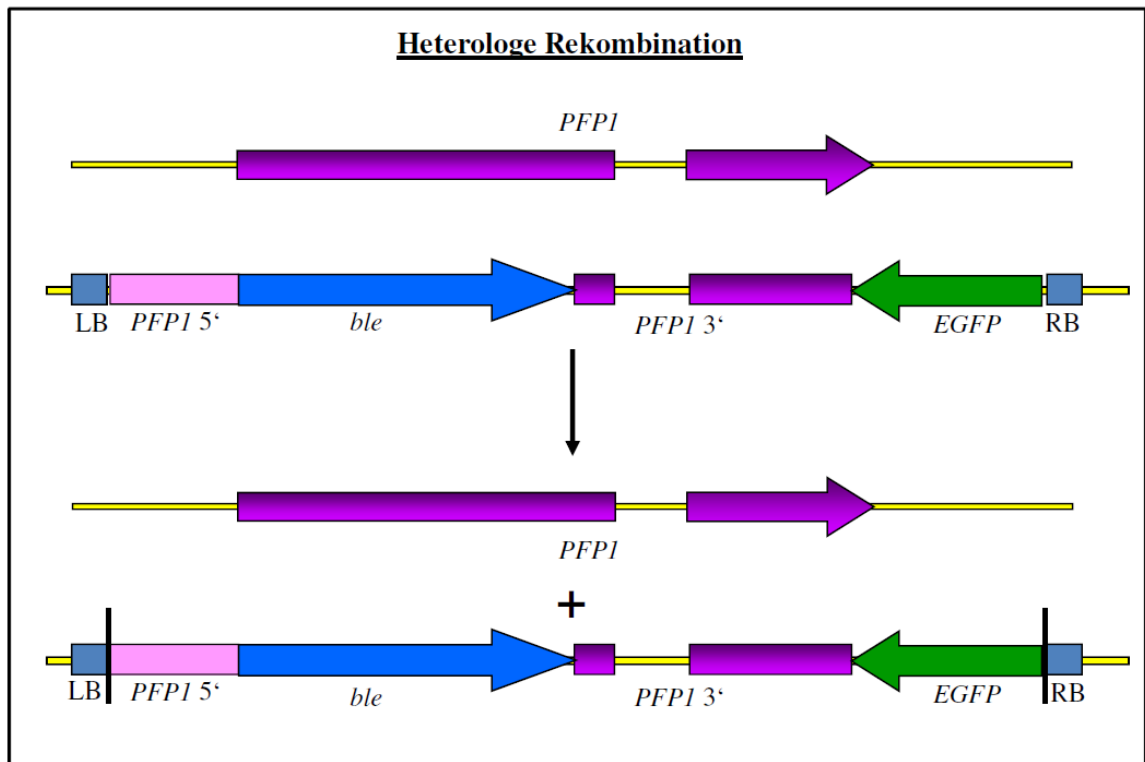 Heterologe Rekombination
PFP1
LB PFP1 5‘ ble PFP1 3‘ EGFP RB
PFP1
+
LB PFP1 5‘ ble PFP1 3‘ EGFP RB